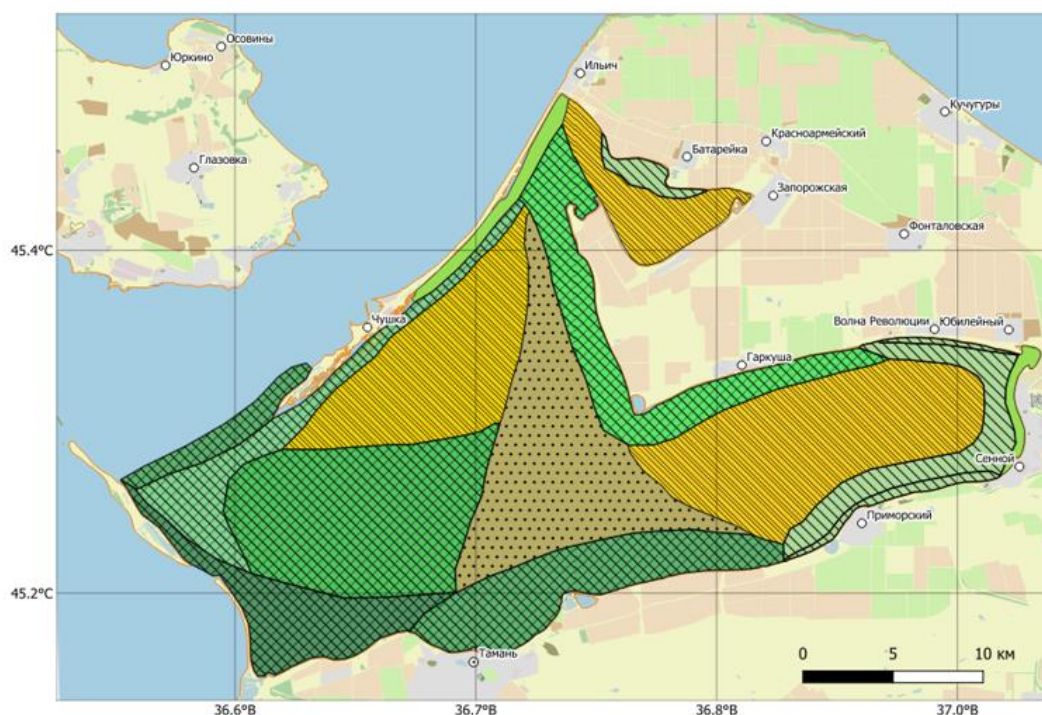 Осовины
Юркино
Ильич
Кучугуры
Красноармейский
Батарейка
Глазовка
Запорожская
Фонталовская
45.4°С
Чушка
Волна Революции
Юбилейный
Гаркуша
Сенной
Приморский
45.2°С
Тамань
0 5 10 км
36.6°В 36.7°В 36.8°В 37.0°В